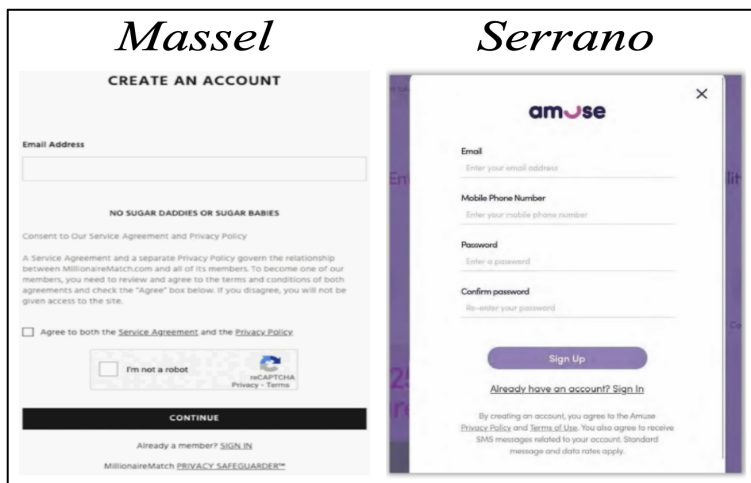 Massel
CREATE AN ACCOUNT
Email Address
NO SUGAR DADDIES OR SUGAR BABIES
Consent to Our Service Agreement and Privacy Policy
A Service Agreement and a separate Privacy Policy govern the relationship
between MillionaireMatch.com and all of its members. To become one of our
members, you need to review and agree to the terms and conditions of both
agreements and check the "Agree" box below. If you disagree, you will not be
given access to the site.
Agree to both the Service Agreement and the Privacy Policy
I'm not a robot
reCAPTCHA
Privacy - Terms
CONTINUE
Already a member? SIGN IN
MillionaireMatch PRIVACY SAFEGUARDER™
Serrano
amuse
Email
Enter your email address
Mobile Phone Number
Enter your mobile phone number
Password
Enter a password
Confirm password
Re-enter your password
Sign Up
Already have an account? Sign In
By creating an account, you agree to the Amuse
Privacy Policy and Terms of Use. You also agree to receive
SMS messages related to your account. Standard
message and data rates apply.